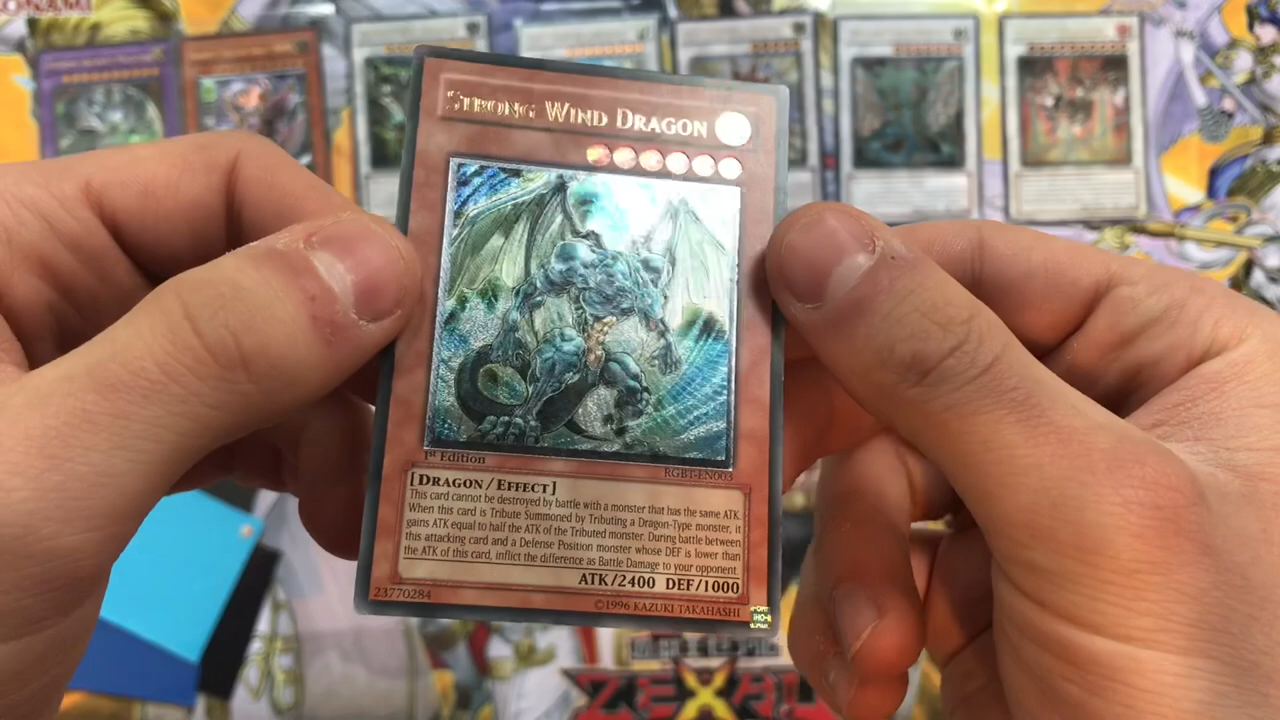 KONAMI
STRONG WIND DRAGON
1st Edition
RGBT-EN003
[DRAGON/EFFECT]
This card cannot be destroyed by battle with a monster that has the same ATK.
When this card is Tribute Summoned by Tributing a Dragon-Type monster, it
gains ATK equal to half the ATK of the Tributed monster. During battle between
this attacking card and a Defense Position monster whose DEF is lower than
the ATK of this card, inflict the difference as Battle Damage to your opponent.
ATK/2400 DEF/1000
23770284
©1996 KAZUKI TAKAHASHI
ZEXAL